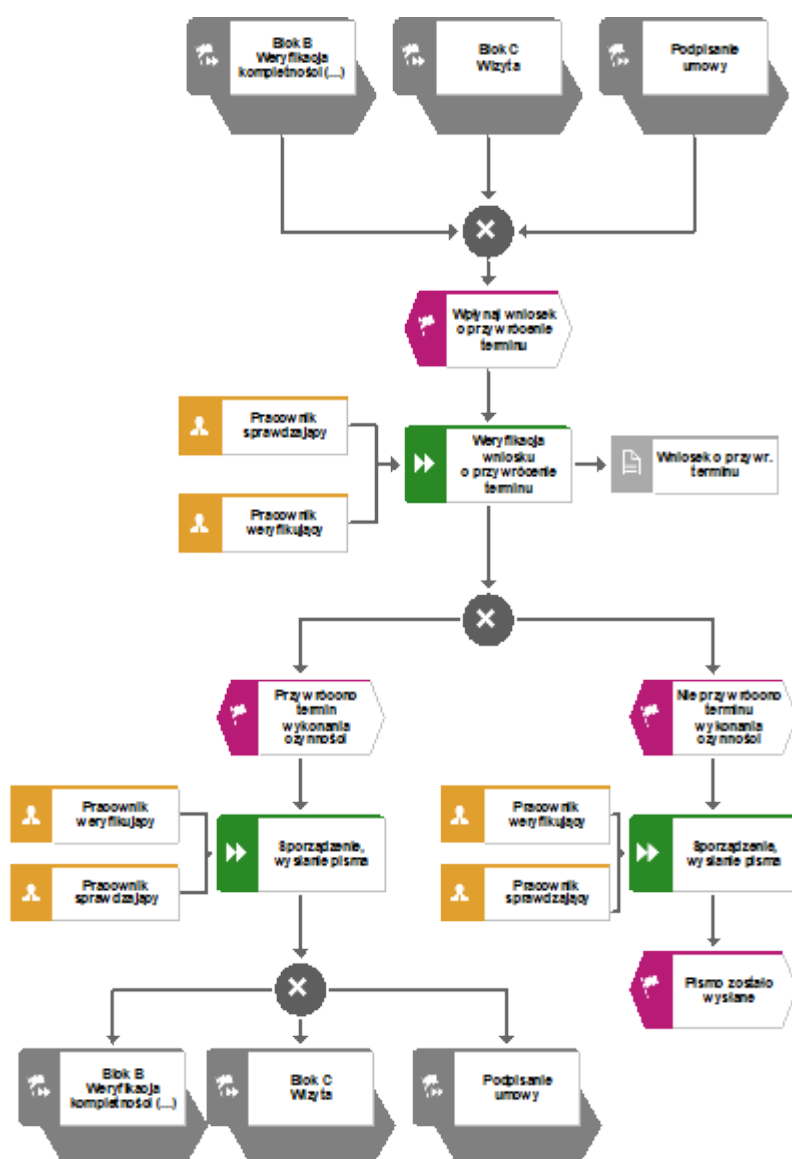 Blok B
Weryfikacja
kompletności (....)
Blok C
Wizyta
Podpisanie
umowy
Wpłynął wniosek
o przywrócenie
terminu
Pracownik
sprawdzający
Weryfikacja
wniosku
o przywrócenie
terminu
Wniosek o przywr.
terminu
Pracownik
weryfikujący
Przywrócono
termin
wykonania
czynności
Nie przywrócono
terminu
wykonania
czynności
Pracownik
weryfikujący
Sporządzenie,
wysłanie pisma
Pracownik
sprawdzający
Pracownik
weryfikujący
Sporządzenie,
wysłanie pisma
Pracownik
sprawdzający
Pismo zostało
wysłane
Blok B
Weryfikacja
kompletności (....)
Blok C
Wizyta
Podpisanie
umowy